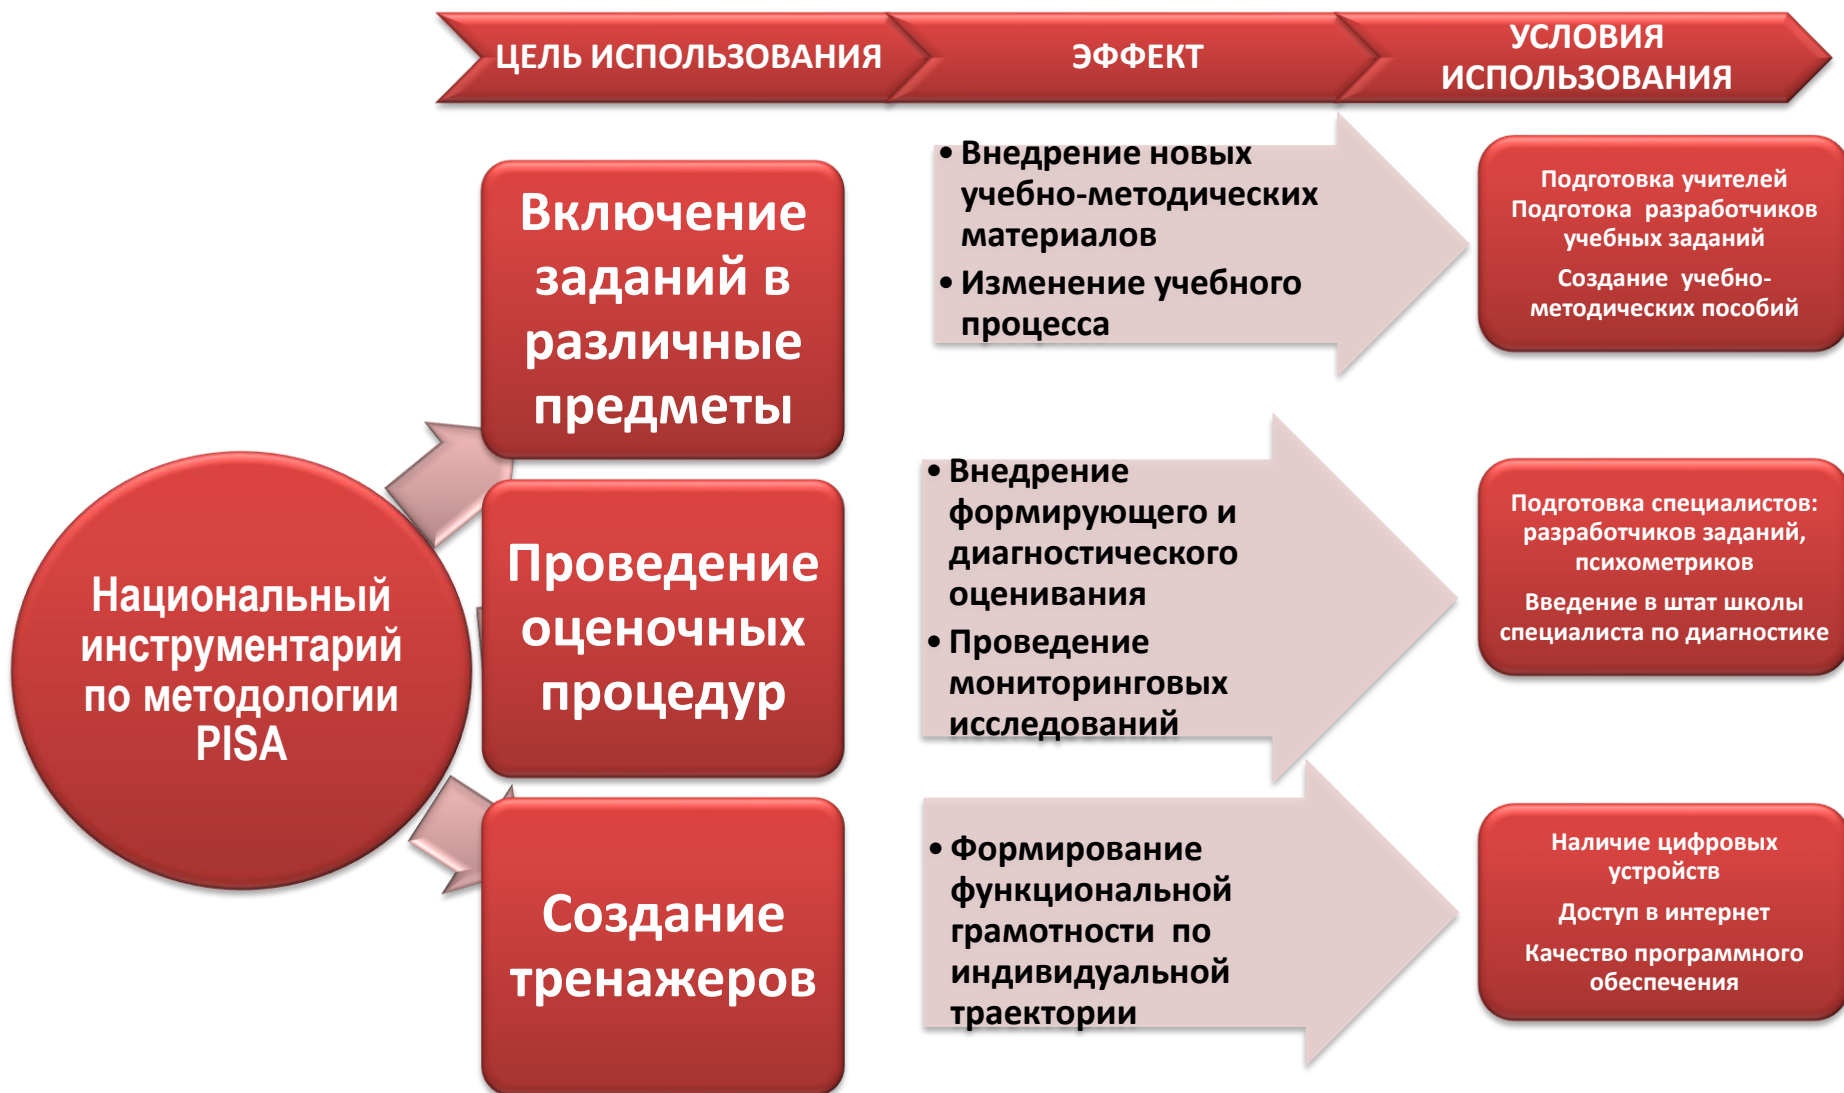 ЦЕЛЬ ИСПОЛЬЗОВАНИЯ
ЭФФЕКТ
УСЛОВИЯ
ИСПОЛЬЗОВАНИЯ
Национальный
инструментарий
по методологии
PISA
Включение
заданий в
различные
предметы
• Внедрение новых
учебно-методических
материалов
• Изменение учебного
процесса
Подготовка учителей
Подготока разработчиков
учебных заданий
Создание учебно-
методических пособий
Проведение
оценочных
процедур
• Внедрение
формирующего и
диагностического
оценивания
• Проведение
мониторинговых
исследований
Подготовка специалистов:
разработчиков заданий,
психометриков
Введение в штат школы
специалиста по диагностике
Создание
тренажеров
• Формирование
функциональной
грамотности по
индивидуальной
траектории
Наличие цифровых
устройств
Доступ в интернет
Качество программного
обеспечения